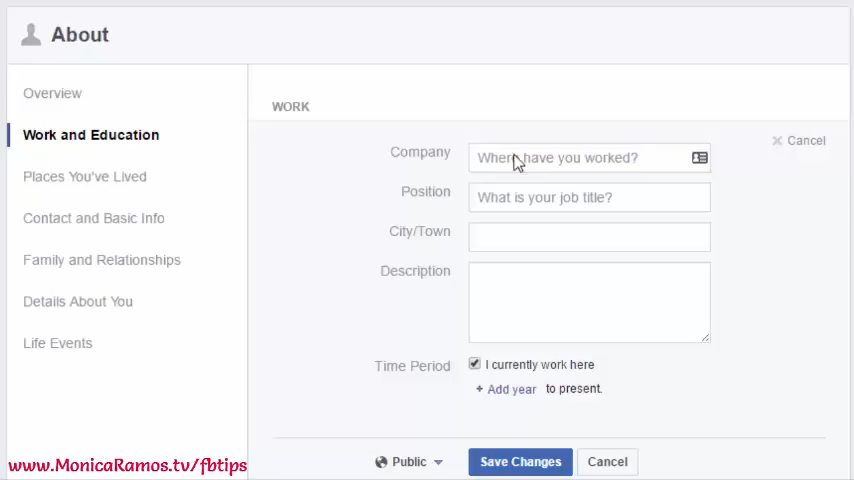 About
Overview
Work and Education
Places You've Lived
Contact and Basic Info
Family and Relationships
Details About You
Life Events
WORK
Cancel
Company Where have you worked?
Position What is your job title?
City/Town
Description
Time Period I currently work here
+ Add year to present.
Public Save Changes Cancel
www.MonicaRamos.tv/fbtips